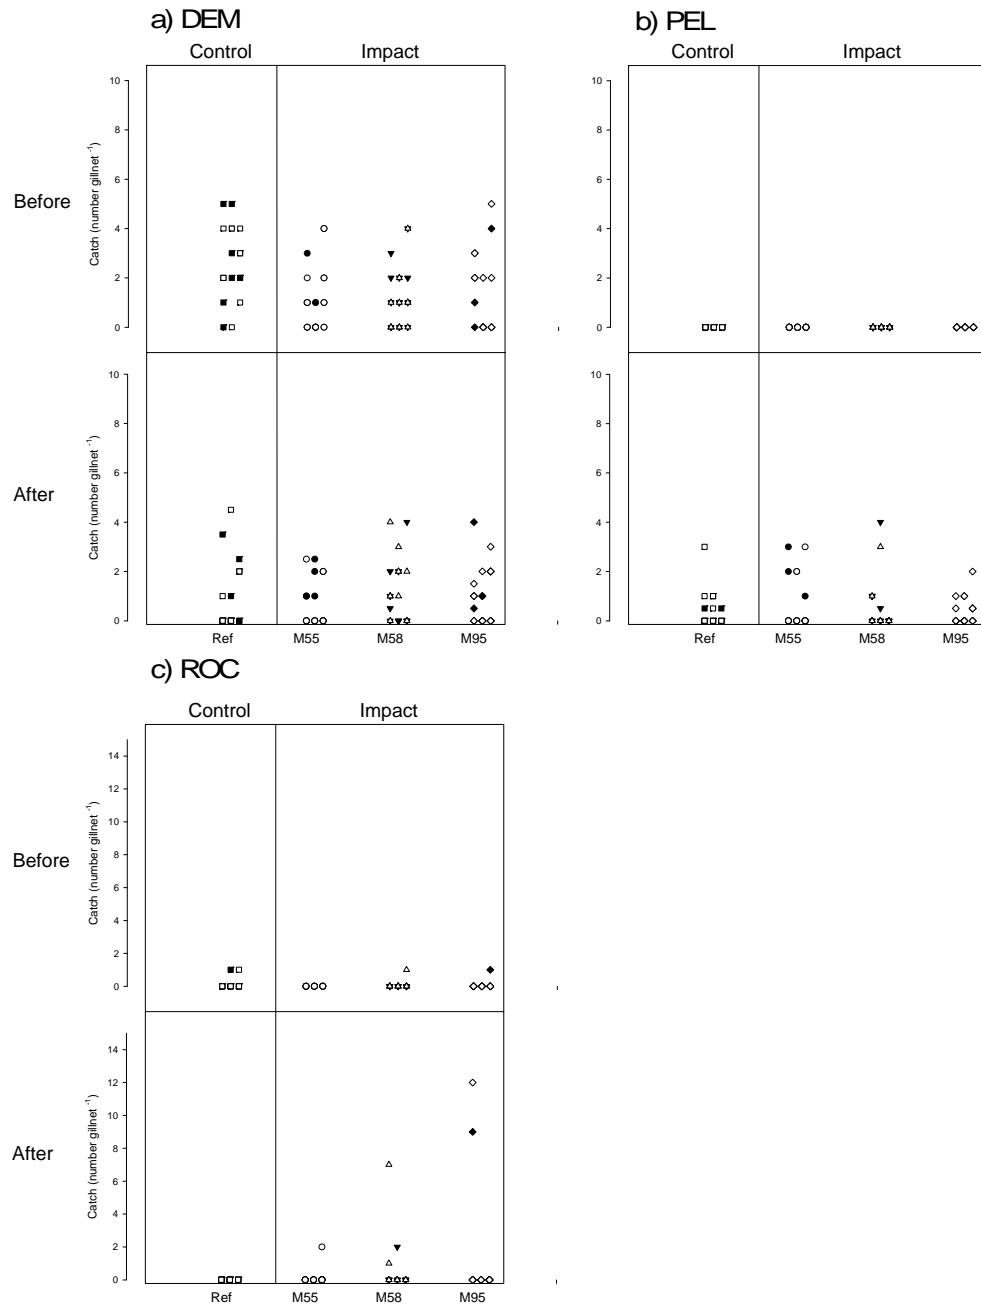 a) DEM
b) PEL
Control Impact
Control Impact
Before
Catch (number gillnet -1)
10
8
6
4
2
0
10
8
6
4
2
0
After
Catch (number gillnet -1)
10
8
6
4
2
0
10
8
6
4
2
0
Ref M55 M58 M95
Ref M55 M58 M95
c) ROC
Control Impact
Before
Catch (number gillnet -1)
14
12
10
8
6
4
2
0
After
Catch (number gillnet -1)
14
12
10
8
6
4
2
0
Ref M55 M58 M95